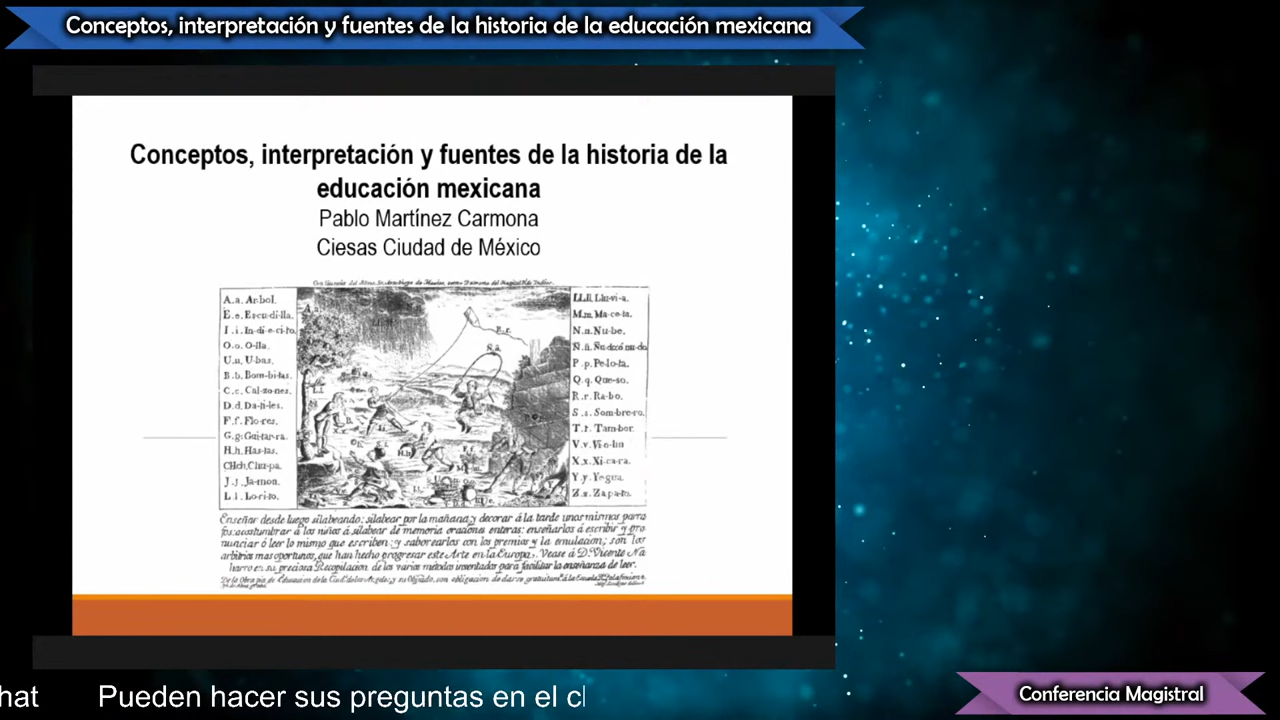 Conceptos, interpretación y fuentes de la historia de la educación mexicana
Conceptos, interpretación y fuentes de la historia de la
educación mexicana
Pablo Martínez Carmona
Ciesas Ciudad de México
A.a. Ar-bol.
E.e. Es-cu-di-lla.
I.i. In-di-e-ci-to.
O.o. O-lla.
U.u. U-bas.
B.b. Bom-bi-tas.
C.c. Cal-zo-nes.
D.d. Da-ti-les.
F.f. Flo-res.
G.g. Gui-tar-ra.
H.h. Has-tas.
CHch. Chu-pa.
J.j. Ja-mon.
L.l. Lo-ri-to.
LL.ll. Llu-vi-a.
M.m. Ma-ce-ta.
N.n. Nu-be.
Ñ.ñ.
P.p. Pe-lo-ta.
Q.q. Que-so.
R.r. Ra-bo.
S.s. Som-bre-ro.
T.t. Tam-bor.
V.v. Vi-o-lin
X.x. Xi-ca-ra.
Y.y. Ye-gua.
Z.z. Za pa-to.
Enseñar desde luego silabeando: silabear por la mañana, y decorar á la tarde unos mismos parra
fos: acostumbrar á los niños á silabear de memoria oraciones enteras: enseñarlos á escribir y pro
nunciar ó leer lo mismo que escriben: y saborearlos con los premios y la emulacion; son los
arbitrios mas oportunos, que han hecho progresar este Arte en la Europa. Vease á D. Vicente Na
harro en su preciosa Recopilacion de los varios métodos inventados para facilitar la enseñanza de leer.
hat Pueden hacer sus preguntas en el cl
Conferencia Magistral